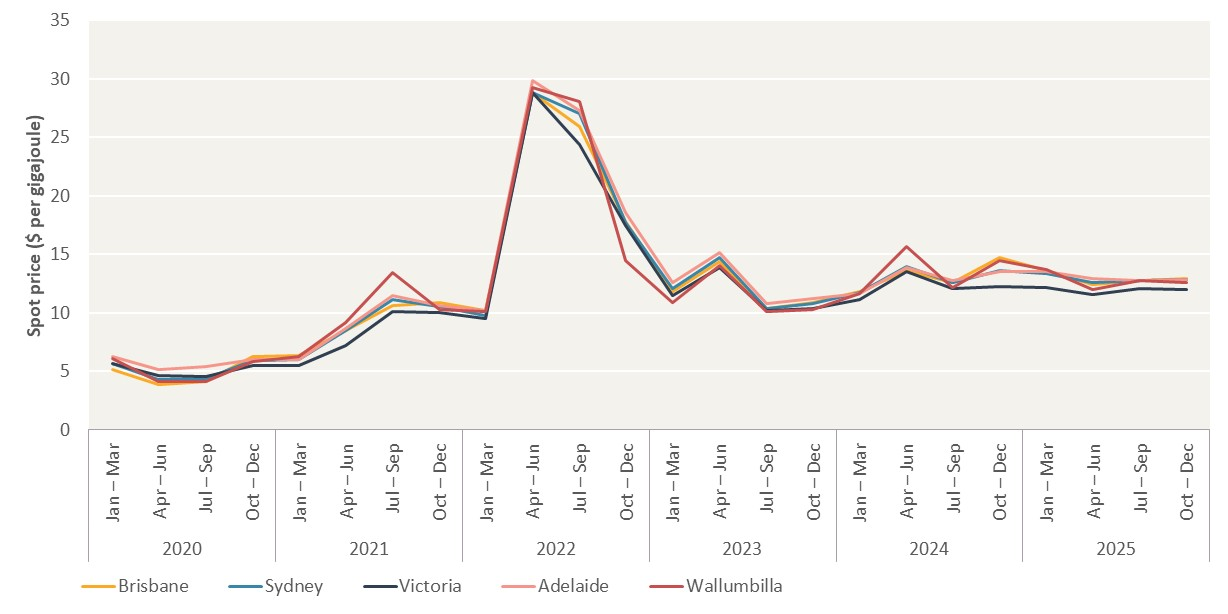 Spot price ($ per gigajoule)
35
30
25
20
15
10
5
0
Jan – Mar
Apr – Jun
Jul – Sep
Oct – Dec
Jan – Mar
Apr – Jun
Jul – Sep
Oct – Dec
Jan – Mar
Apr – Jun
Jul – Sep
Oct – Dec
Jan – Mar
Apr – Jun
Jul – Sep
Oct – Dec
Jan – Mar
Apr – Jun
Jul – Sep
Oct – Dec
Jan – Mar
Apr – Jun
Jul – Sep
Oct – Dec
2020 2021 2022 2023 2024 2025
Brisbane Sydney Victoria Adelaide Wallumbilla